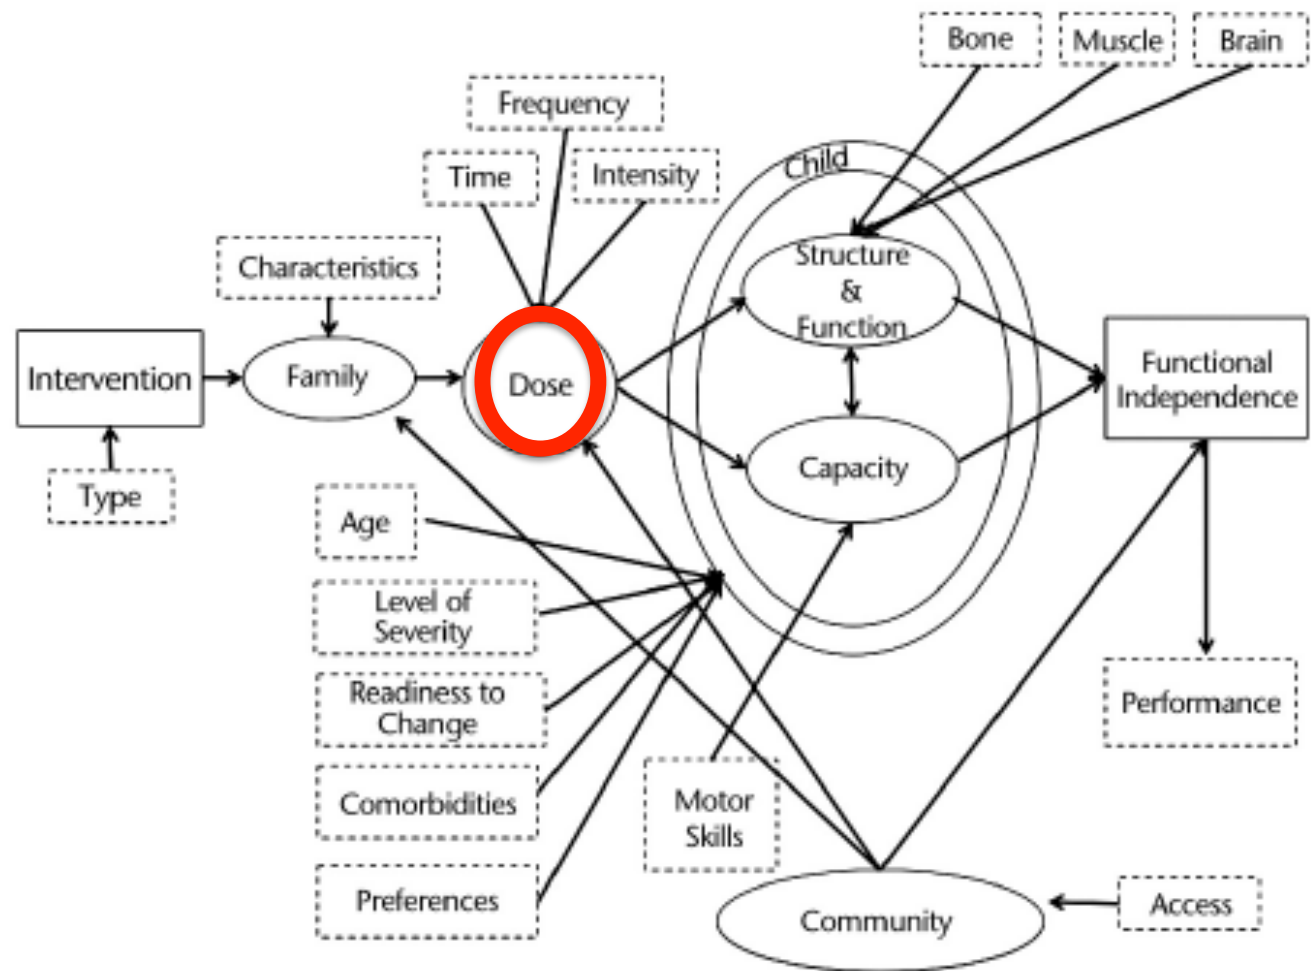 Bone
Muscle
Brain
Frequency
Child
Time
Intensity
Structure
&
Function
Characteristics
Intervention
Family
Dose
Functional
Independence
Capacity
Type
Age
Level of
Severity
Readiness to
Change
Performance
Comorbidities
Motor
Skills
Preferences
Community
Access